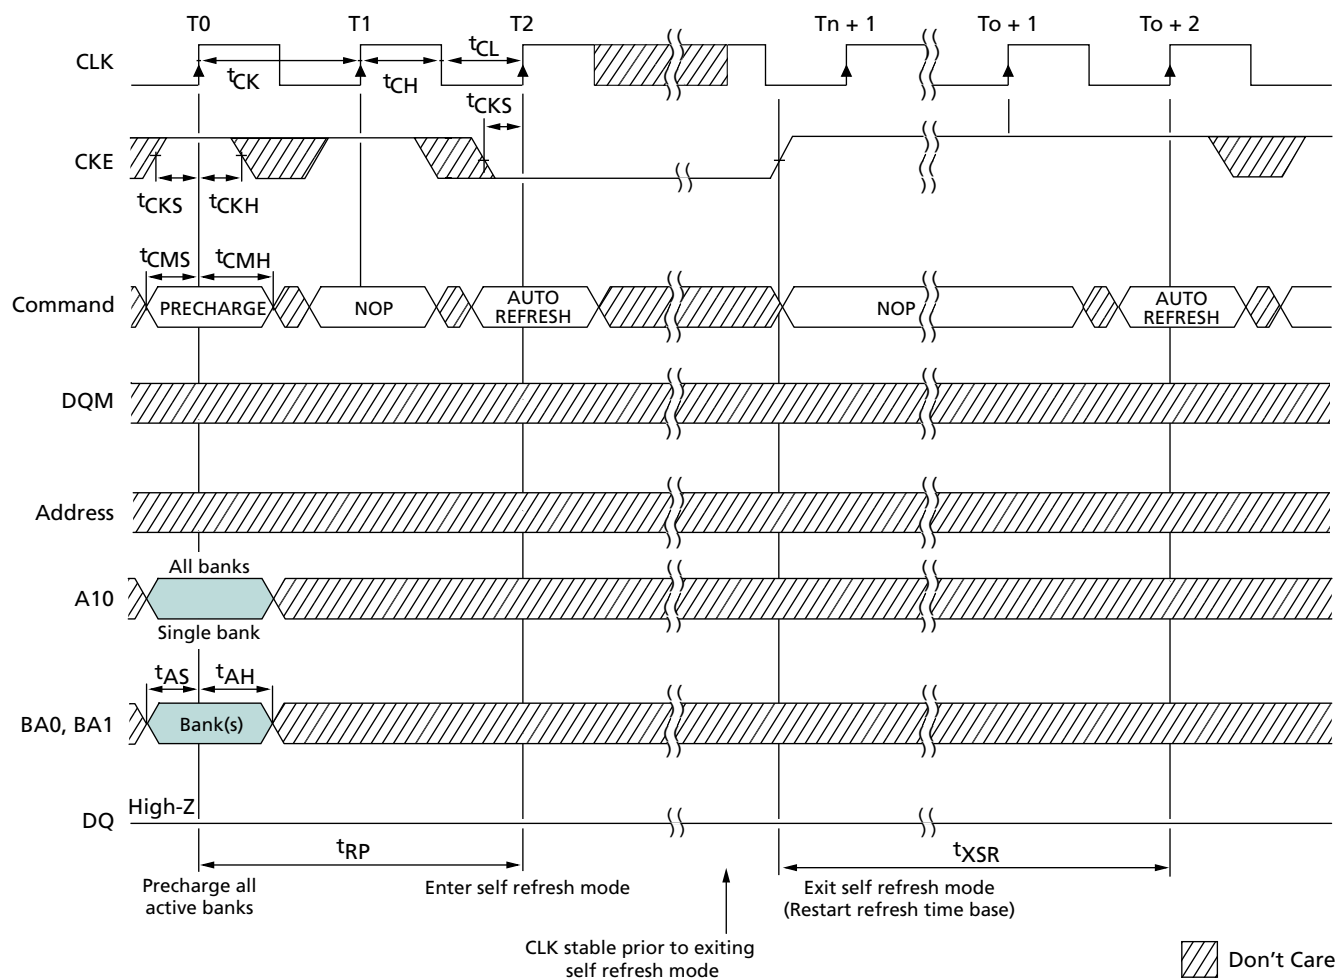 T0 T1 T2 Tn + 1 To + 1 To + 2
CLK
tCK tCH tCL
tCKS
CKE
tCKS tCKH
tCMS tCMH
Command PRECHARGE NOP AUTO REFRESH NOP AUTO REFRESH
DQM
Address
All banks
A10
Single bank
tAS tAH
BA0, BA1 Bank(s)
High-Z
DQ
tRP tXSR
Precharge all
active banks
Enter self refresh mode
Exit self refresh mode
(Restart refresh time base)
CLK stable prior to exiting
self refresh mode
Don't Care